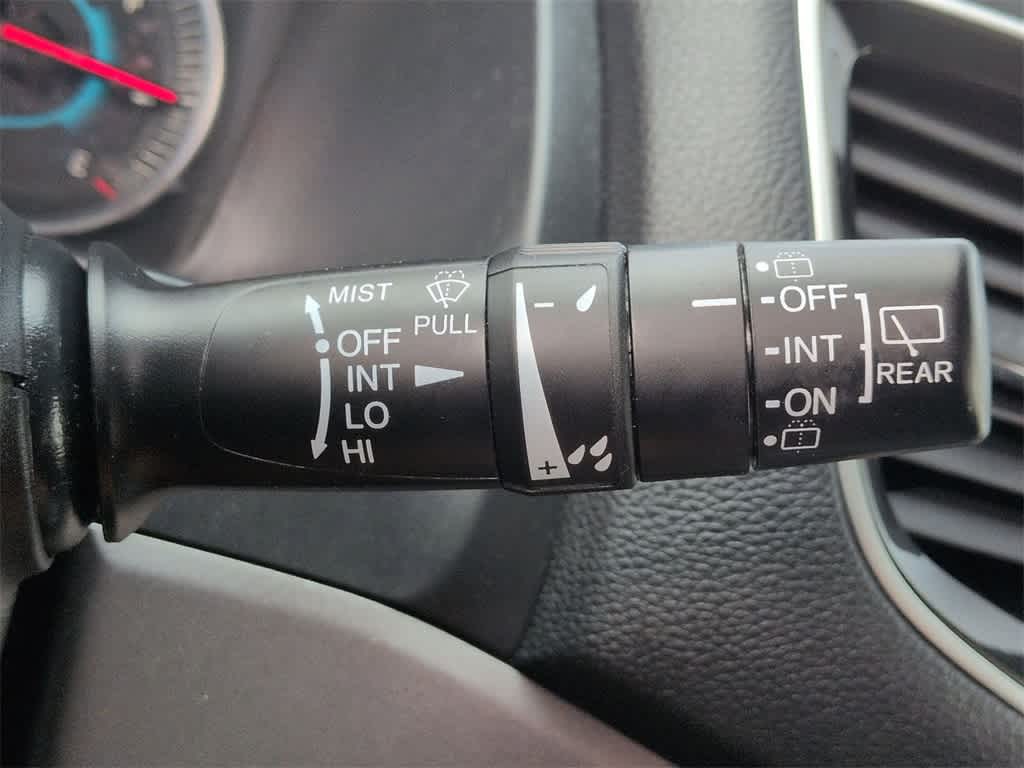 MIST
PULL
OFF
INT
LO
HI
- 
+
OFF
INT
ON
REAR